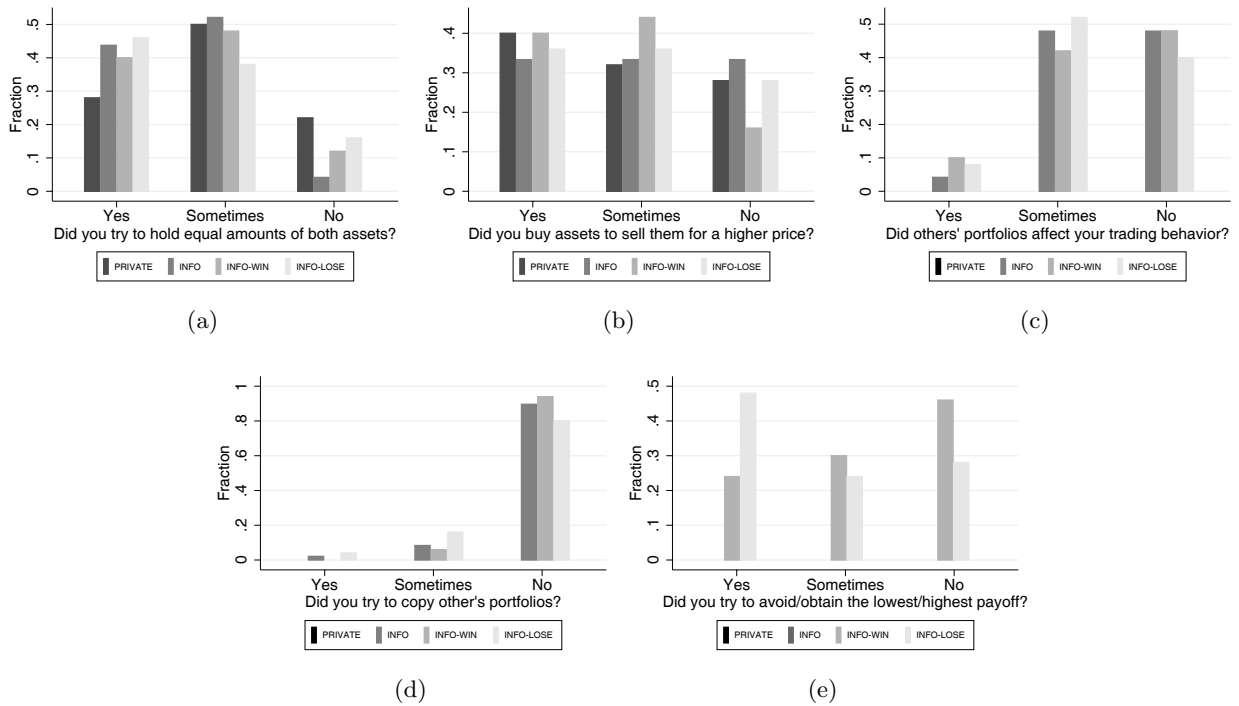 Fraction
.5
.4
.3
.2
.1
0
Yes Sometimes No
Did you try to hold equal amounts of both assets?
PRIVATE INFO INFO-WIN INFO-LOSE
(a)
Fraction
.4
.3
.2
.1
0
Yes Sometimes No
Did you buy assets to sell them for a higher price?
PRIVATE INFO INFO-WIN INFO-LOSE
(b)
Fraction
.5
.4
.3
.2
.1
0
Yes Sometimes No
Did others' portfolios affect your trading behavior?
PRIVATE INFO INFO-WIN INFO-LOSE
(c)
Fraction
1
.8
.6
.4
.2
0
Yes Sometimes No
Did you try to copy other's portfolios?
PRIVATE INFO INFO-WIN INFO-LOSE
(d)
Fraction
.5
.4
.3
.2
.1
0
Yes Sometimes No
Did you try to avoid/obtain the lowest/highest payoff?
PRIVATE INFO INFO-WIN INFO-LOSE
(e)